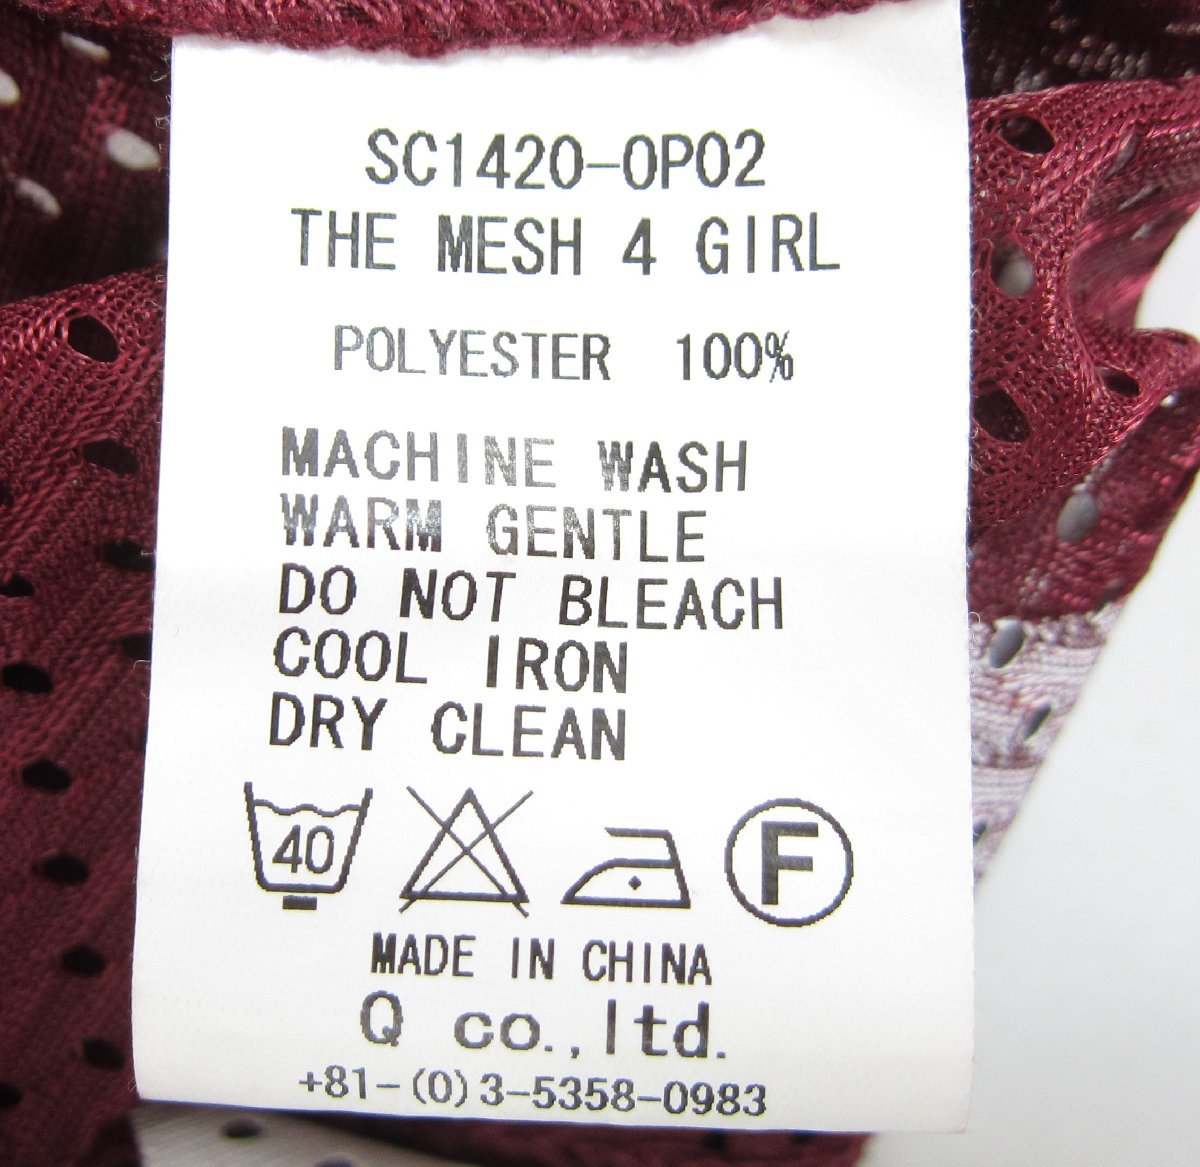 SC1420-OP02
THE MESH 4 GIRL
POLYESTER 100%
MACHINE WASH
WARM GENTLE
DO NOT BLEACH
COOL IRON
DRY CLEAN
40 F
MADE IN CHINA
Q co.,ltd.
+81-(0)3-5358-0983